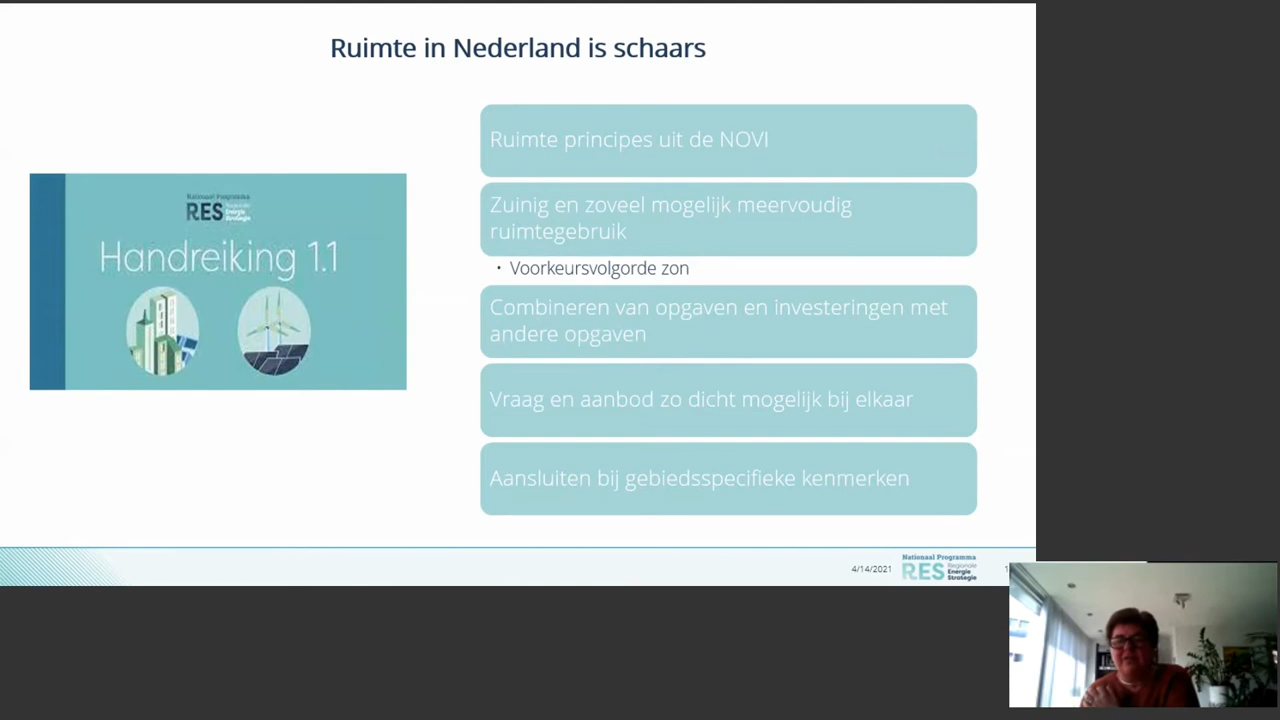 Ruimte in Nederland is schaars
Nationaal Programma
RES Regionale
Energie
Strategie
Handreiking 1.1
Ruimte principes uit de NOVI
Zuinig en zoveel mogelijk meervoudig
ruimtegebruik
• Voorkeursvolgorde zon
Combineren van opgaven en investeringen met
andere opgaven
Vraag en aanbod zo dicht mogelijk bij elkaar
Aansluiten bij gebiedsspecifieke kenmerken
4/14/2021
Nationaal Programma
RES Regionale
Energie
Strategie